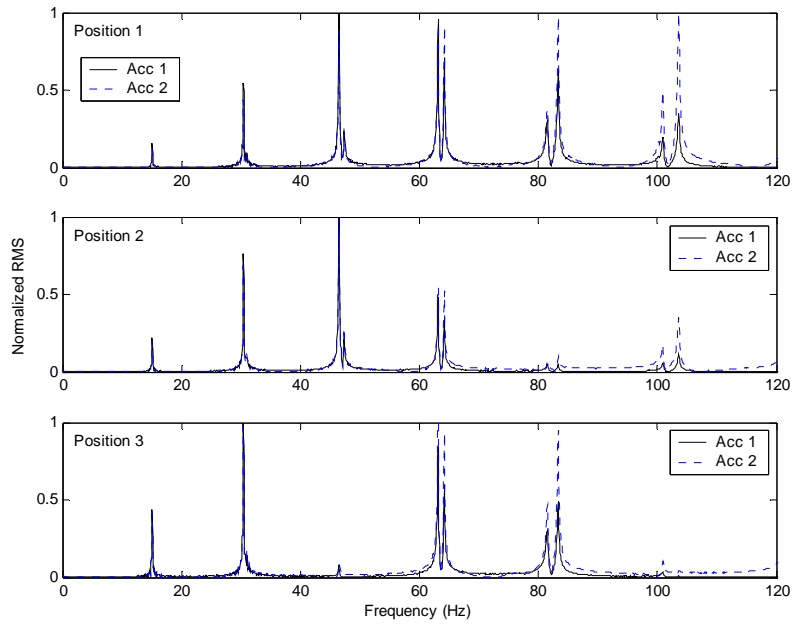 Position 1
Acc 1
Acc 2
1
0.5
0
0 20 40 60 80 100 120
Position 2
Acc 1
Acc 2
1
0.5
0
0 20 40 60 80 100 120
Normalized RMS
Position 3
Acc 1
Acc 2
1
0.5
0
0 20 40 60 80 100 120
Frequency (Hz)